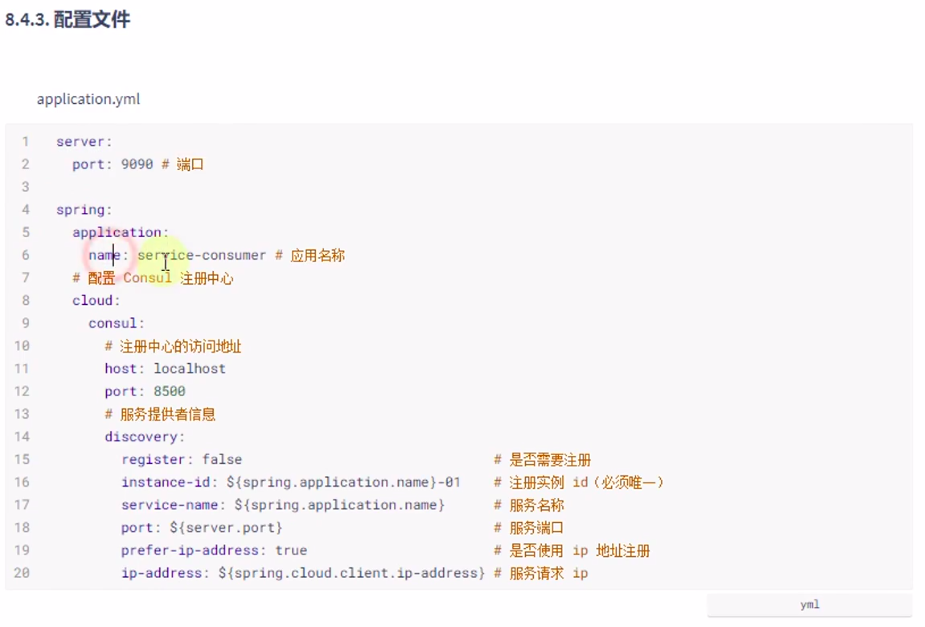 8.4.3. 配置文件
application.yml
1 server:
2 port: 9090 # 端口
3
4 spring:
5 application:
6 name: service-consumer # 应用名称
7 # 配置 Consul 注册中心
8 cloud:
9 consul:
10 # 注册中心的访问地址
11 host: localhost
12 port: 8500
13 # 服务提供者信息
14 discovery:
15 register: false # 是否需要注册
16 instance-id: ${spring.application.name}-01 # 注册实例 id（必须唯一）
17 service-name: ${spring.application.name} # 服务名称
18 port: ${server.port} # 服务端口
19 prefer-ip-address: true # 是否使用 ip 地址注册
20 ip-address: ${spring.cloud.client.ip-address} # 服务请求 ip
yml